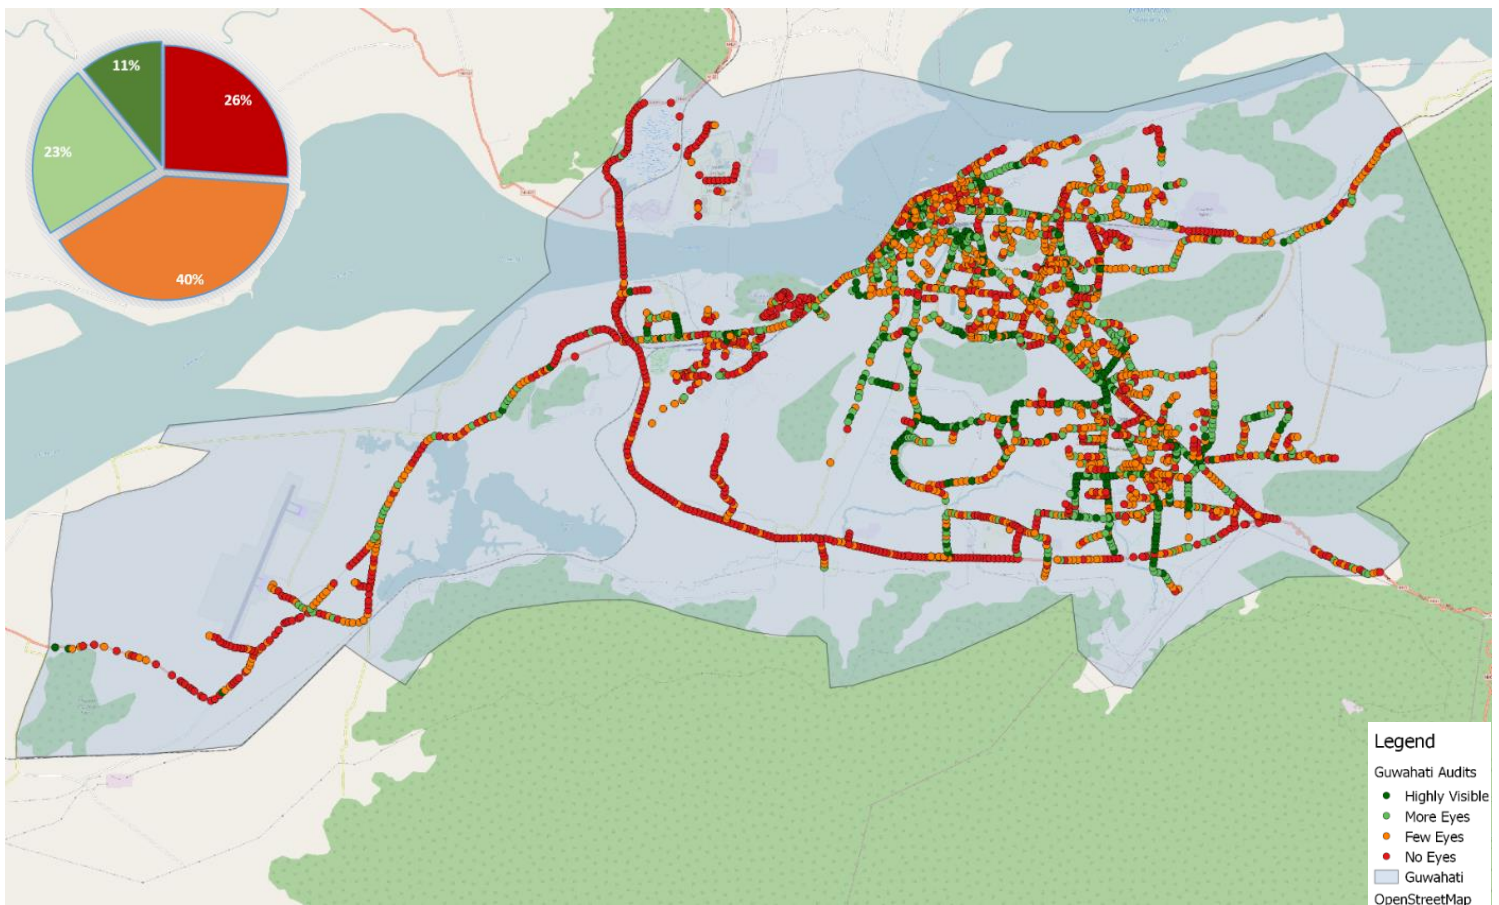 11%
26%
23%
40%
Legend
Guwahati Audits
Highly Visible
More Eyes
Few Eyes
No Eyes
Guwahati
OpenStreetMap